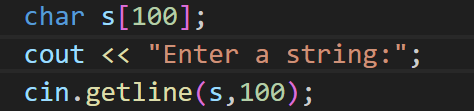 char s[100];
cout << "Enter a string:";
cin.getline(s,100);